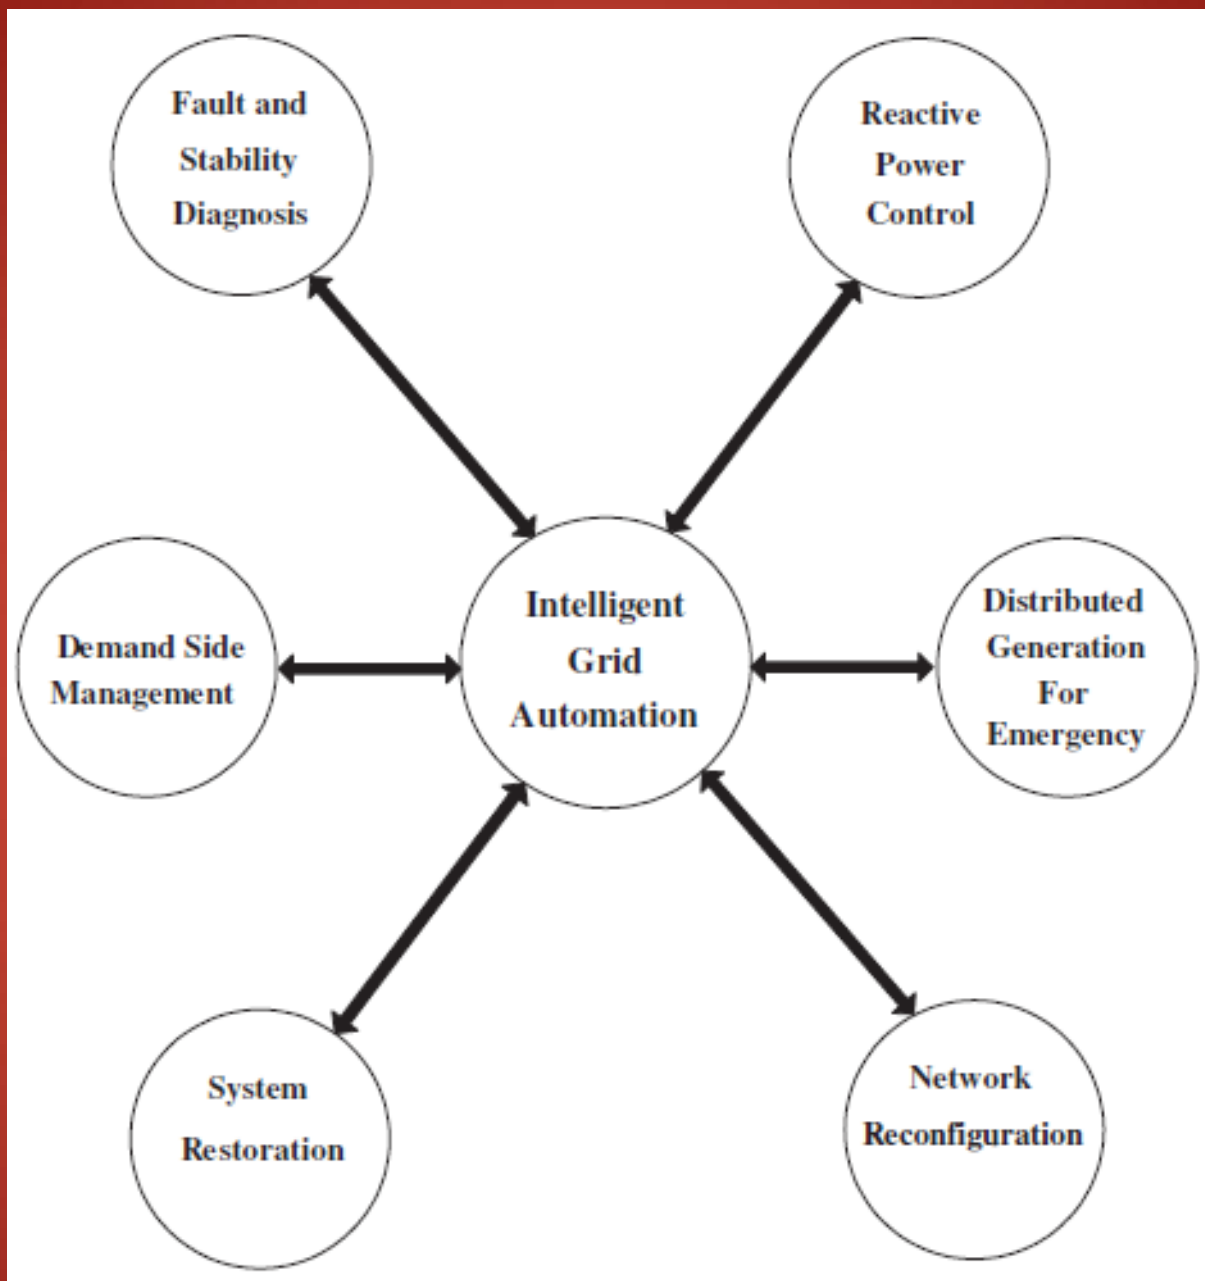 Fault and
Stability
Diagnosis
Reactive
Power
Control
Demand Side
Management
Intelligent
Grid
Automation
Distributed
Generation
For
Emergency
System
Restoration
Network
Reconfiguration